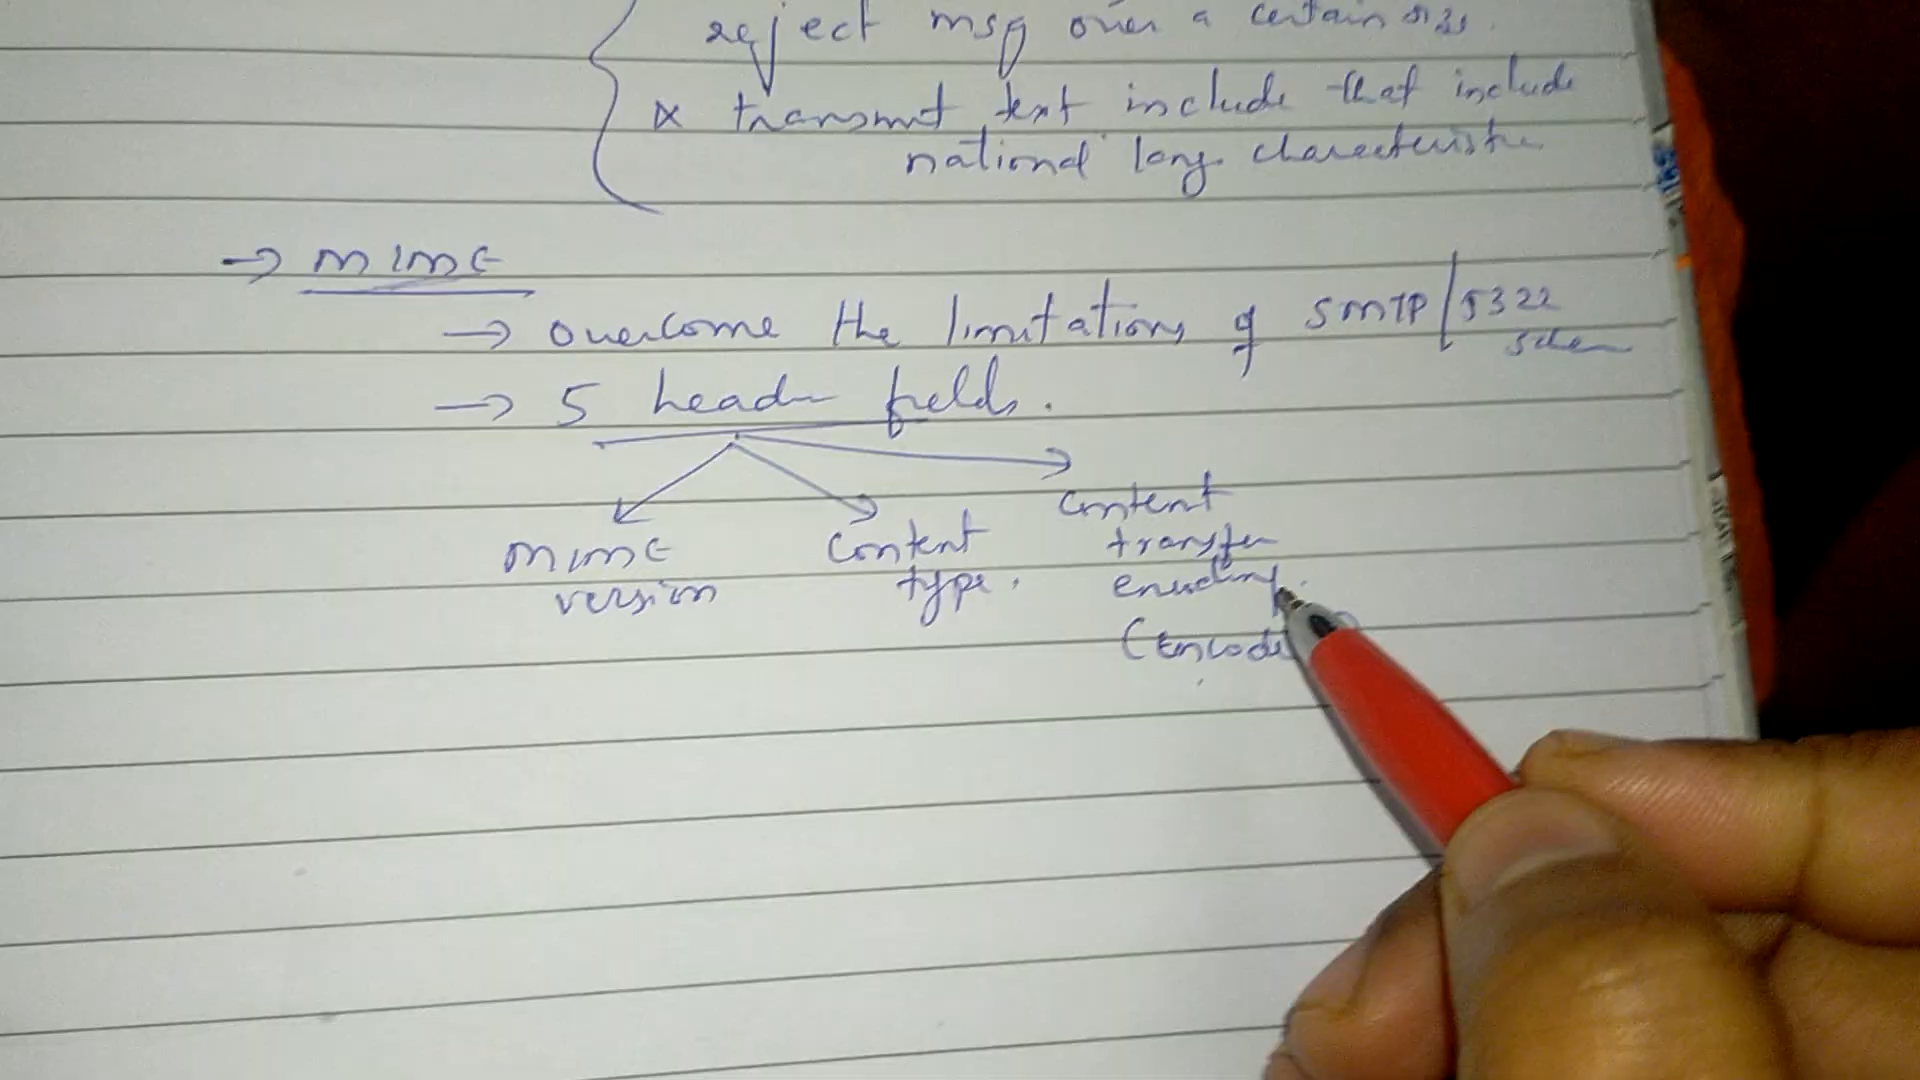 reject msg over a certain size.
× transmit text include that include
national lang. charecteristic
→ MIME
→ overcome the limitations of SMTP/5322
→ 5 header fields.
MIME
version
Content
type.
Content
transfer
encoding.
(Encode